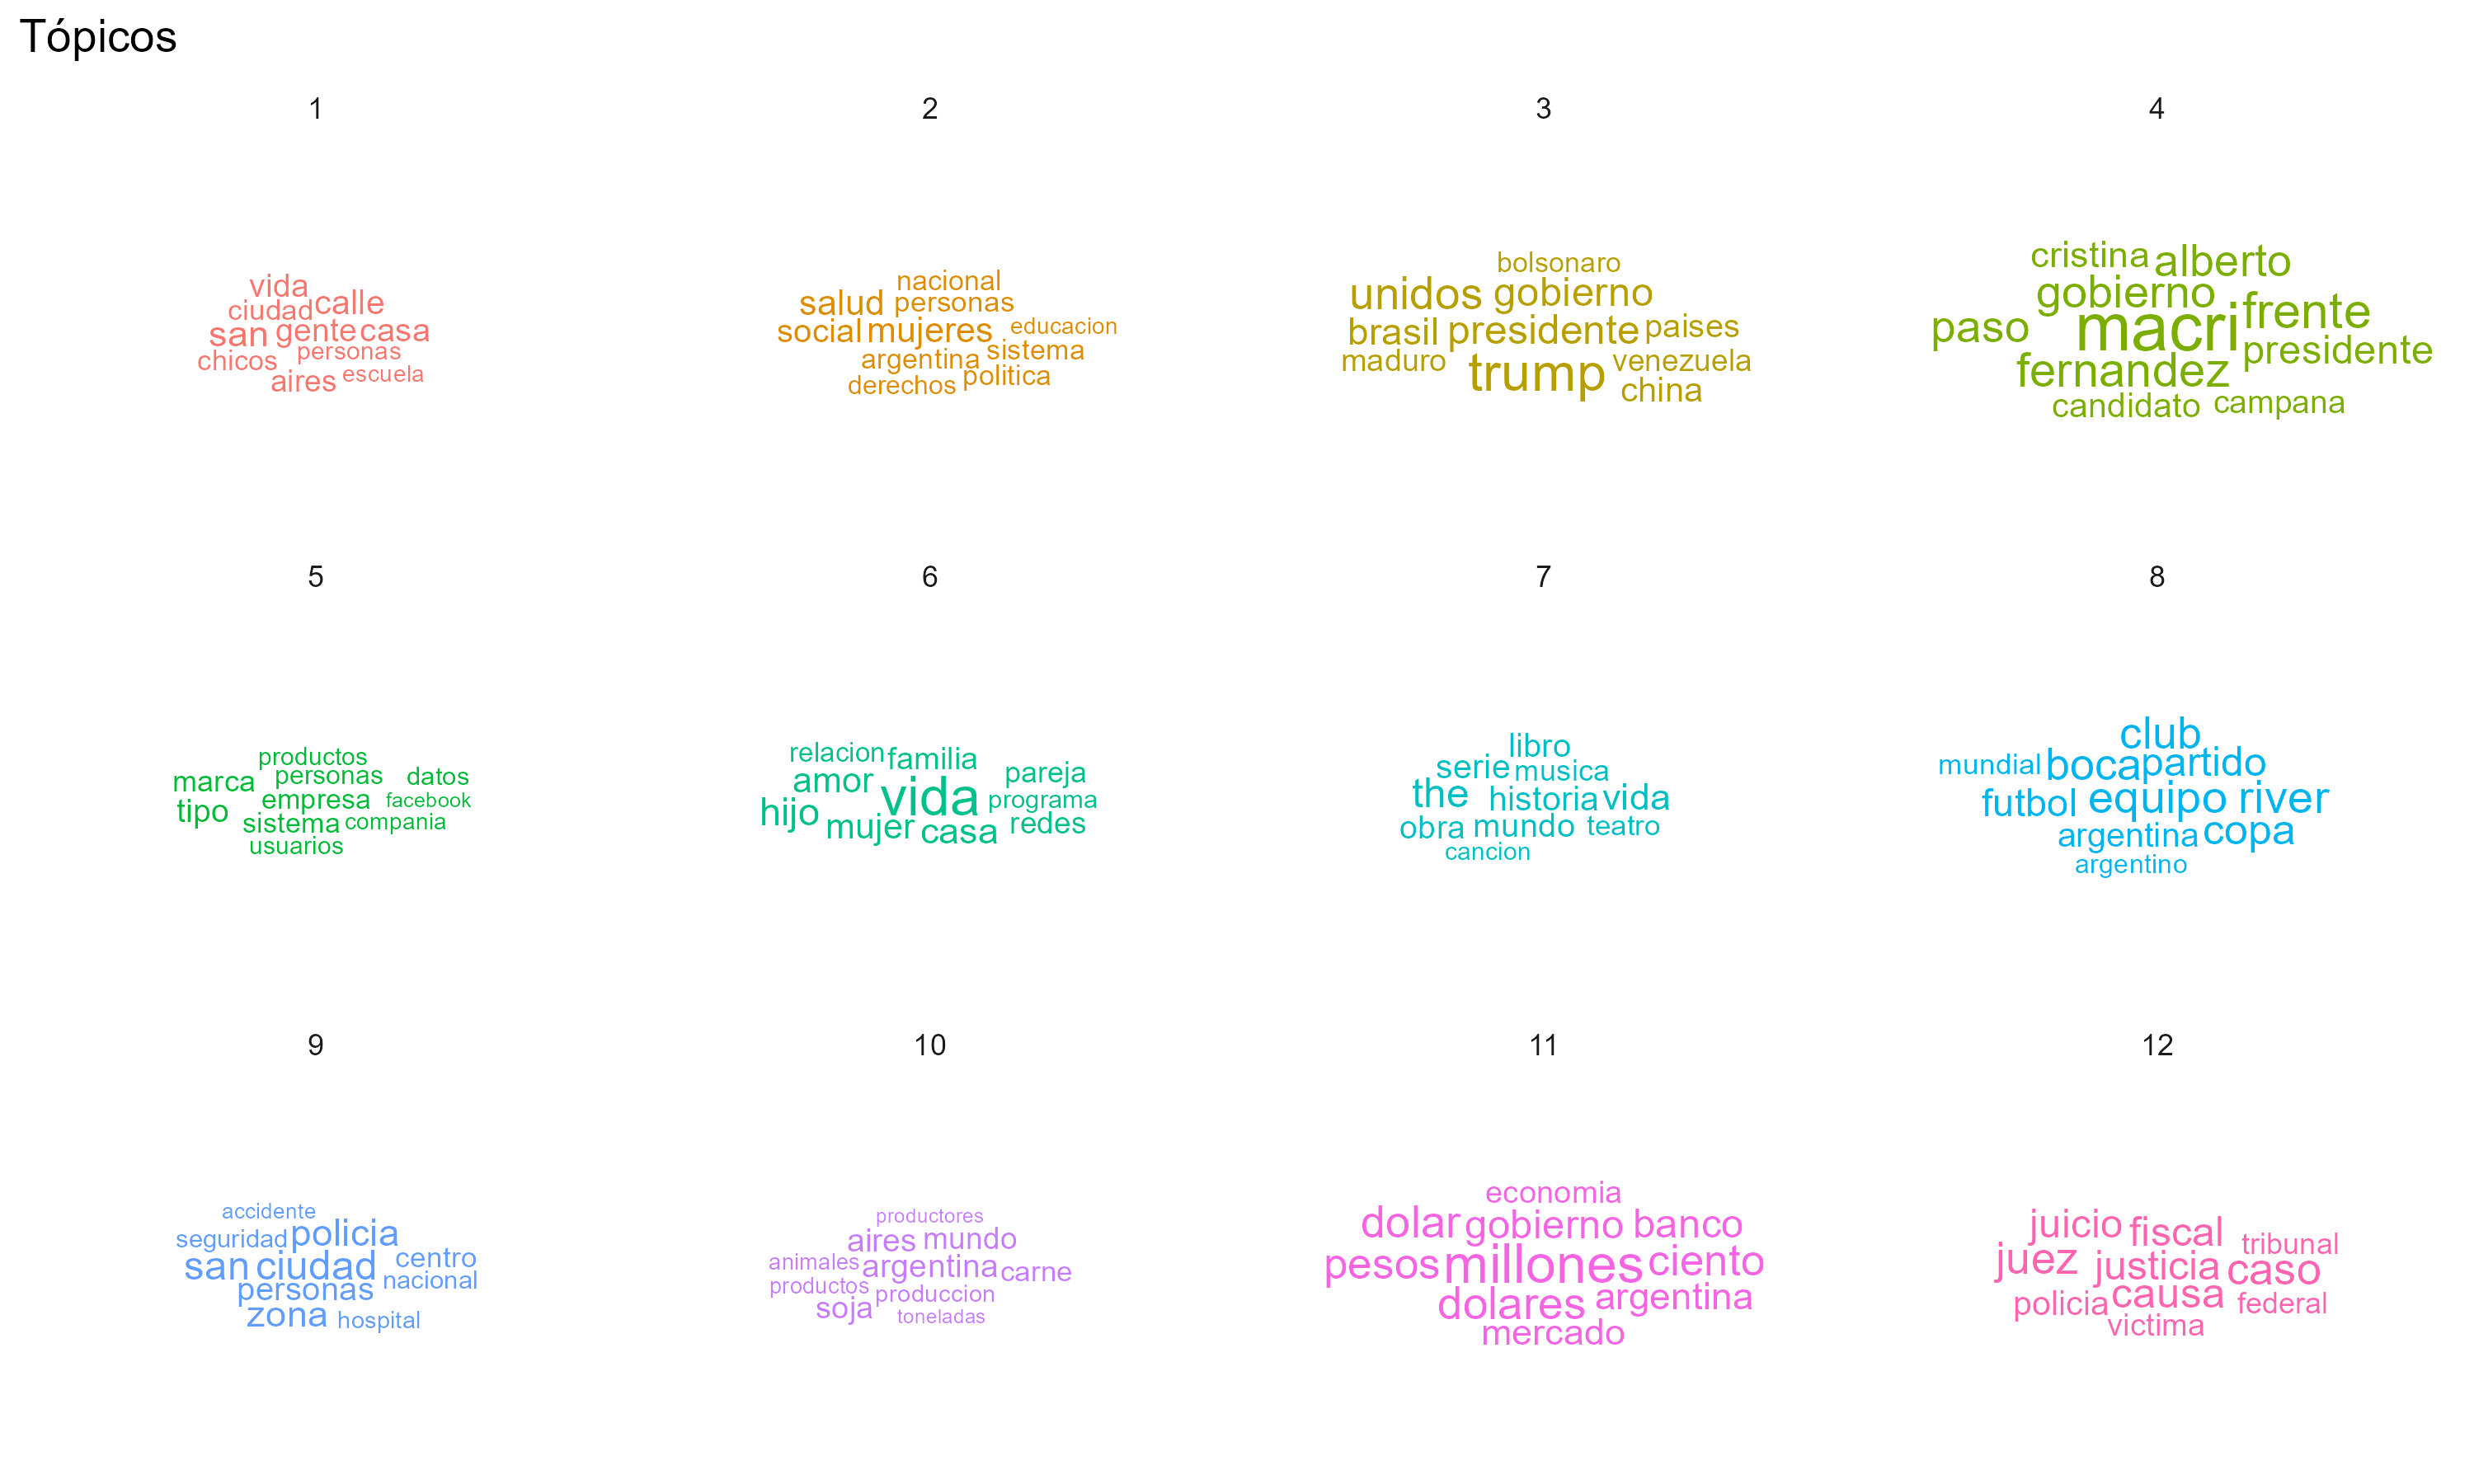 Tópicos
1
vida
ciudad calle
san gente casa
chicos personas
aires escuela
2
nacional
salud personas
social mujeres educacion
argentina sistema
derechos politica
3
bolsonaro
unidos gobierno
brasil presidente paises
maduro trump venezuela
china
4
cristina alberto
gobierno frente
paso macri presidente
fernandez
candidato campana
5
productos
marca personas datos
tipo empresa facebook
sistema compania
usuarios
6
relacion familia
amor vida pareja
hijo programa
mujer casa redes
7
libro
serie musica
the historia vida
obra mundo teatro
cancion
8
club
mundial boca partido
futbol equipo river
argentina copa
argentino
9
accidente
seguridad policia
san ciudad centro
personas nacional
zona hospital
10
productores
aires mundo
animales argentina carne
productos produccion
soja toneladas
11
economia
dolar gobierno banco
pesos millones ciento
dolares argentina
mercado
12
juicio fiscal tribunal
juez justicia caso
policia causa federal
victima